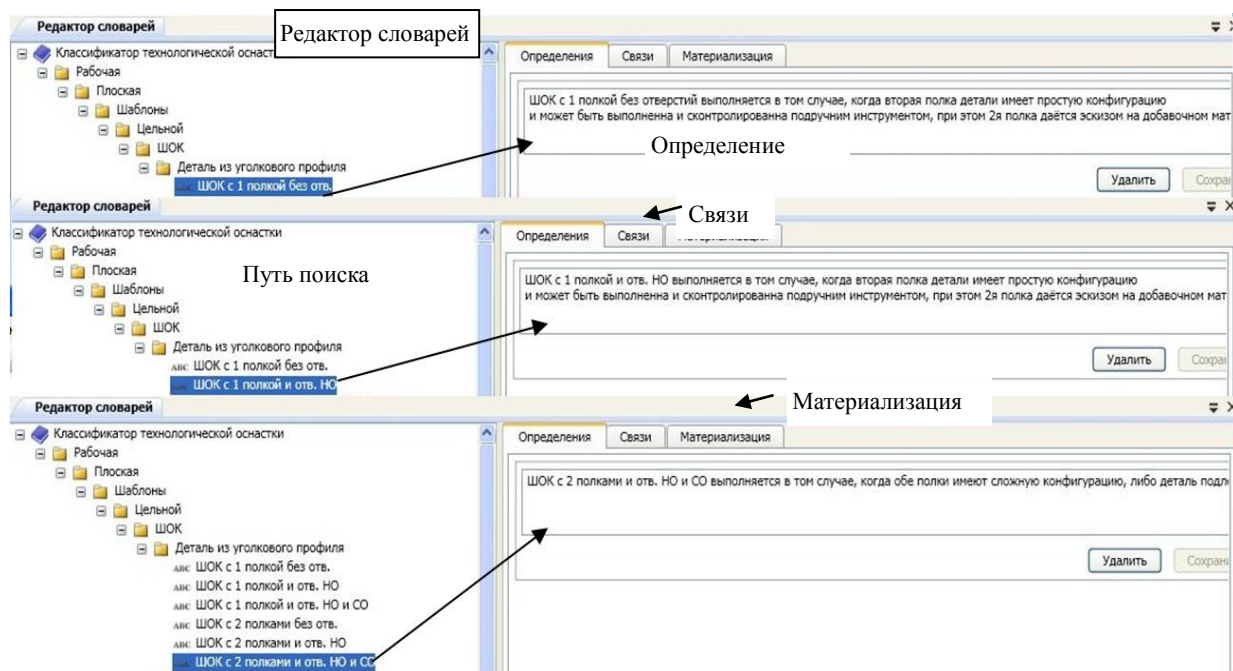 Редактор словарей
Редактор словарей
Классификатор технологической
Рабочая
Плоская
Шаблоны
Цельной
ШОК
Деталь из уголкового профиля
ШОК с 1 полкой без отв.
Определения Связи Материализация
ШОК с 1 полкой без отверстий выполняется в том случае, когда вторая полка детали имеет простую конфигурацию
и может быть выполненна и сконтролированна подручним инструментом, при этом 2я полка даётся эскизом на добавочном мат
Определение
Удалить Сохран
Редактор словарей
Связи
Классификатор технологической оснастки
Рабочая
Плоская
Шаблоны
Цельной
ШОК
Деталь из уголкового профиля
ABC ШОК с 1 полкой без отв.
ШОК с 1 полкой и отв. НО
Путь поиска
Определения Связи
ШОК с 1 полкой и отв. НО выполняется в том случае, когда вторая полка детали имеет простую конфигурацию
и может быть выполненна и сконтролированна подручним инструментом, при этом 2я полка даётся эскизом на добавочном мат
Удалить Сохран
Материализация
Редактор словарей
Классификатор технологической оснастки
Рабочая
Плоская
Шаблоны
Цельной
ШОК
Деталь из уголкового профиля
ABC ШОК с 1 полкой без отв.
ABC ШОК с 1 полкой и отв. НО
ABC ШОК с 1 полкой и отв. НО и СО
ABC ШОК с 2 полками без отв.
ABC ШОК с 2 полками и отв. НО
ШОК с 2 полками и отв. НО и СО
Определения Связи Материализация
ШОК с 2 полками и отв. НО и СО выполняется в том случае, когда обе полки имеют сложную конфигурацию, либо деталь подл
Удалить Сохран